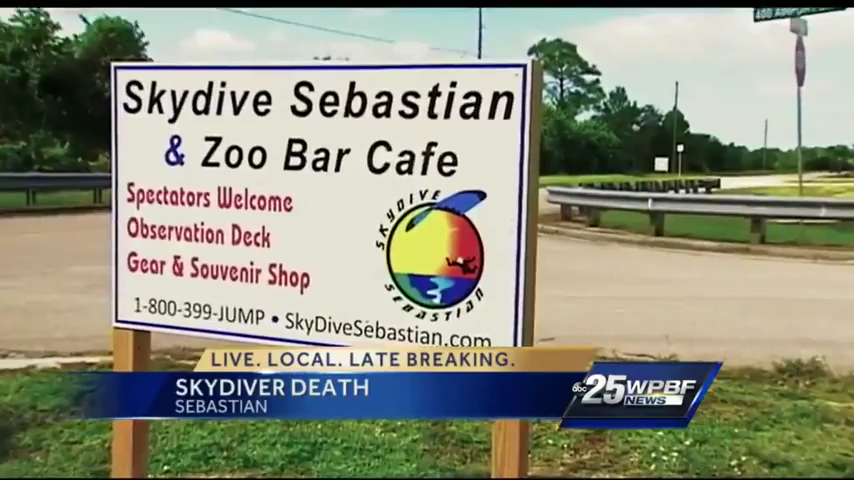 Skydive Sebastian
& Zoo Bar Cafe
Spectators Welcome
Observation Deck
Gear & Souvenir Shop
SKYDIVE
SEBASTIAN
1-800-399-JUMP • SkyDiveSebastian.com
LIVE. LOCAL. LATE BREAKING.
SKYDIVER DEATH
SEBASTIAN
abc 25 WPBF
NEWS